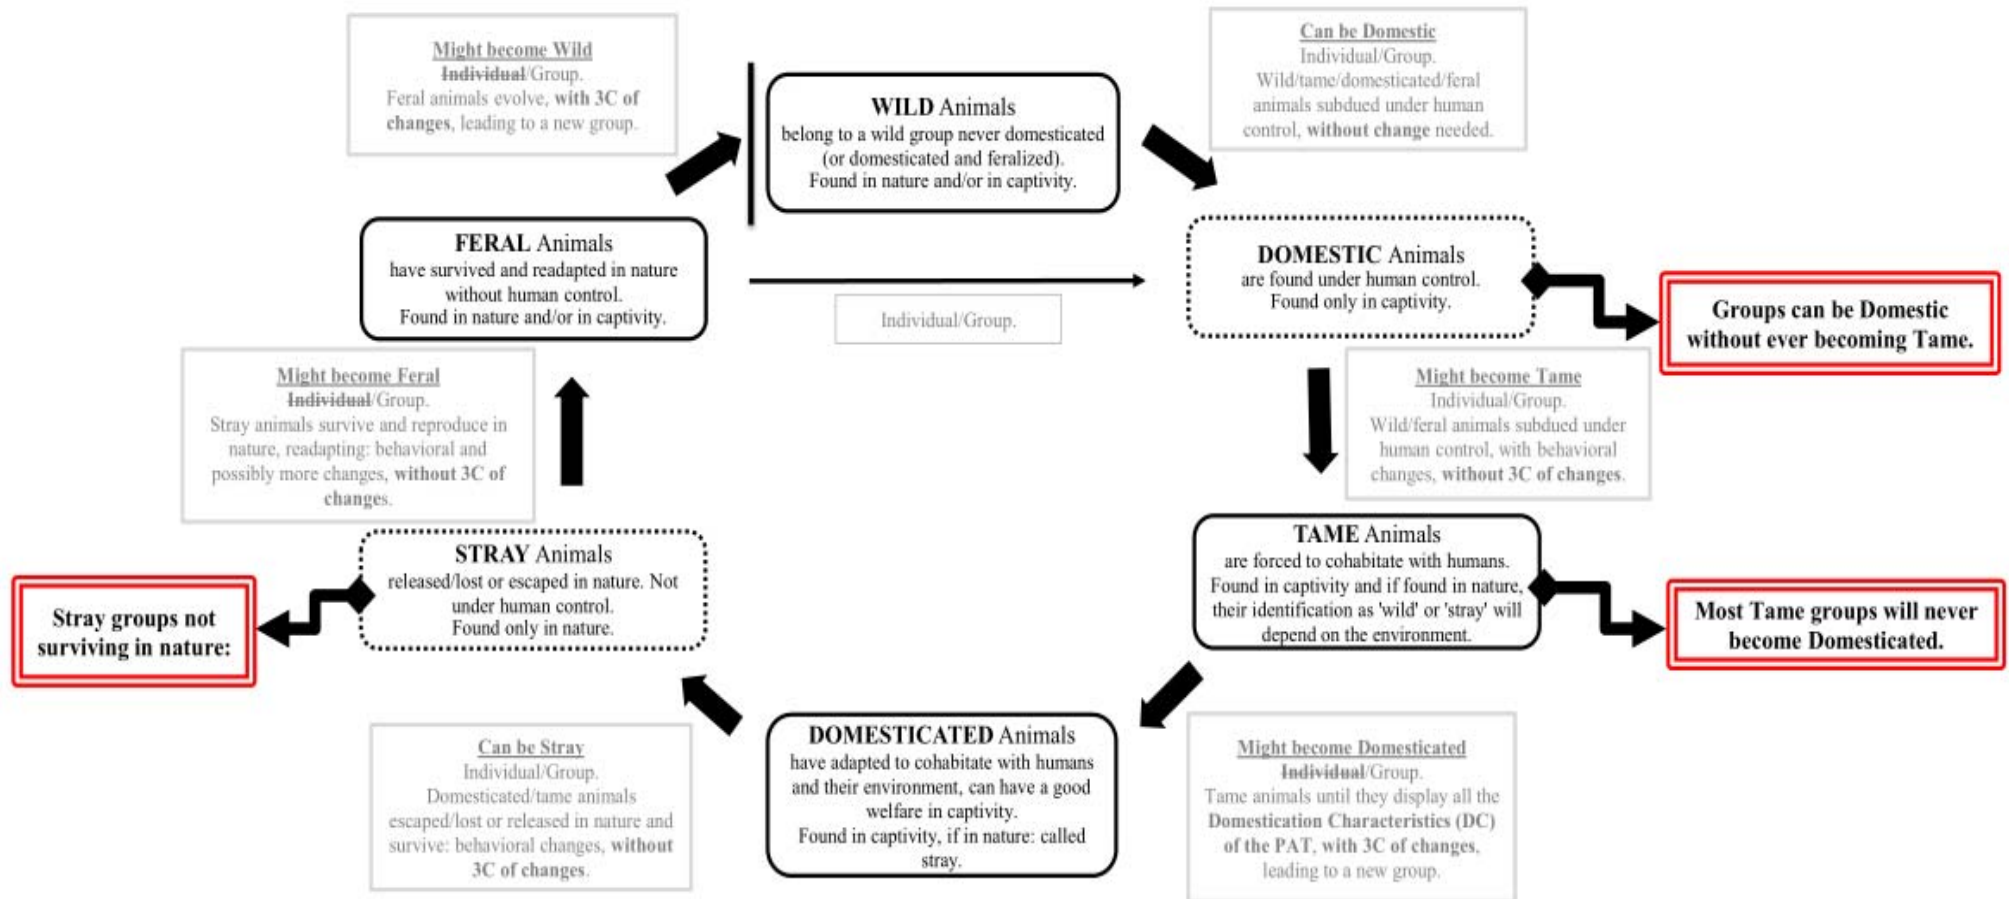 Might become Wild
Individual/Group.
Feral animals evolve, with 3C of
changes, leading to a new group.
WILD Animals
belong to a wild group never domesticated
(or domesticated and feralized).
Found in nature and/or in captivity.
Can be Domestic
Individual/Group.
Wild/tame/domesticated/feral
animals subdued under human
control, without change needed.
FERAL Animals
have survived and readapted in nature
without human control.
Found in nature and/or in captivity.
Individual/Group.
DOMESTIC Animals
are found under human control.
Found only in captivity.
Groups can be Domestic
without ever becoming Tame.
Might become Feral
Individual/Group.
Stray animals survive and reproduce in
nature, readapting: behavioral and
possibly more changes, without 3C of
changes.
Might become Tame
Individual/Group.
Wild/feral animals subdued under
human control, with behavioral
changes, without 3C of changes.
STRAY Animals
released/lost or escaped in nature. Not
under human control.
Found only in nature.
Stray groups not
surviving in nature:
TAME Animals
are forced to cohabitate with humans.
Found in captivity and if found in nature,
their identification as 'wild' or 'stray' will
depend on the environment.
Most Tame groups will never
become Domesticated.
Can be Stray
Individual/Group.
Domesticated/tame animals
escaped/lost or released in nature and
survive: behavioral changes, without
3C of changes.
DOMESTICATED Animals
have adapted to cohabitate with humans
and their environment, can have a good
welfare in captivity.
Found in captivity, if in nature: called
stray.
Might become Domesticated
Individual/Group.
Tame animals until they display all the
Domestication Characteristics (DC)
of the PAT, with 3C of changes,
leading to a new group.